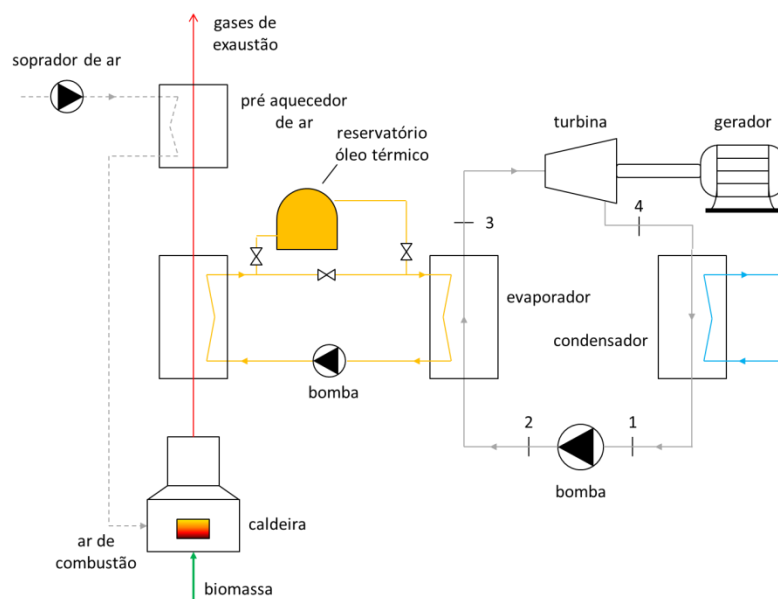 gases de
exaustão
soprador de ar
pré aquecedor
de ar
reservatório
óleo térmico
turbina
gerador
3
4
evaporador
condensador
bomba
2
1
bomba
caldeira
ar de
combustão
biomassa